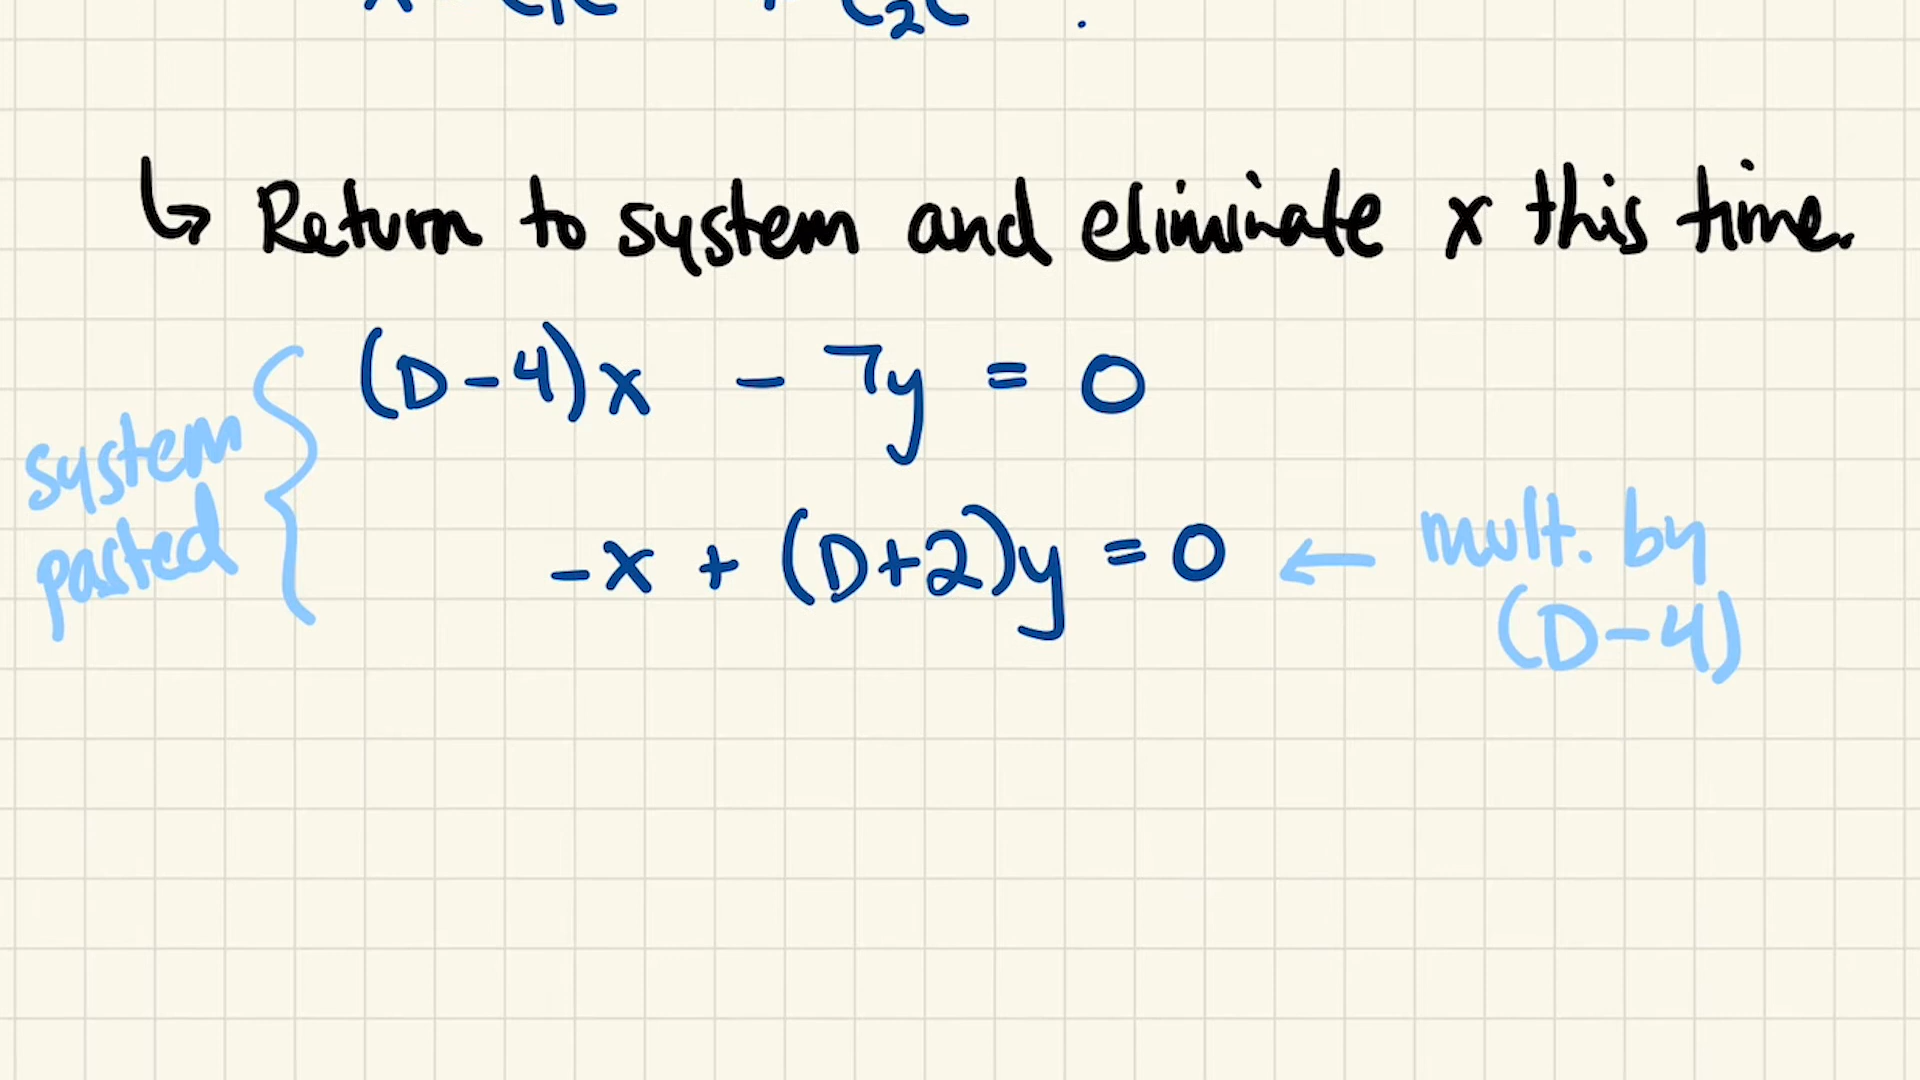 ↳ Return to system and eliminate x this time.
(D-4)x - 7y = 0
system
pasted
-x + (D+2)y = 0 ← mult. by
(D-4)